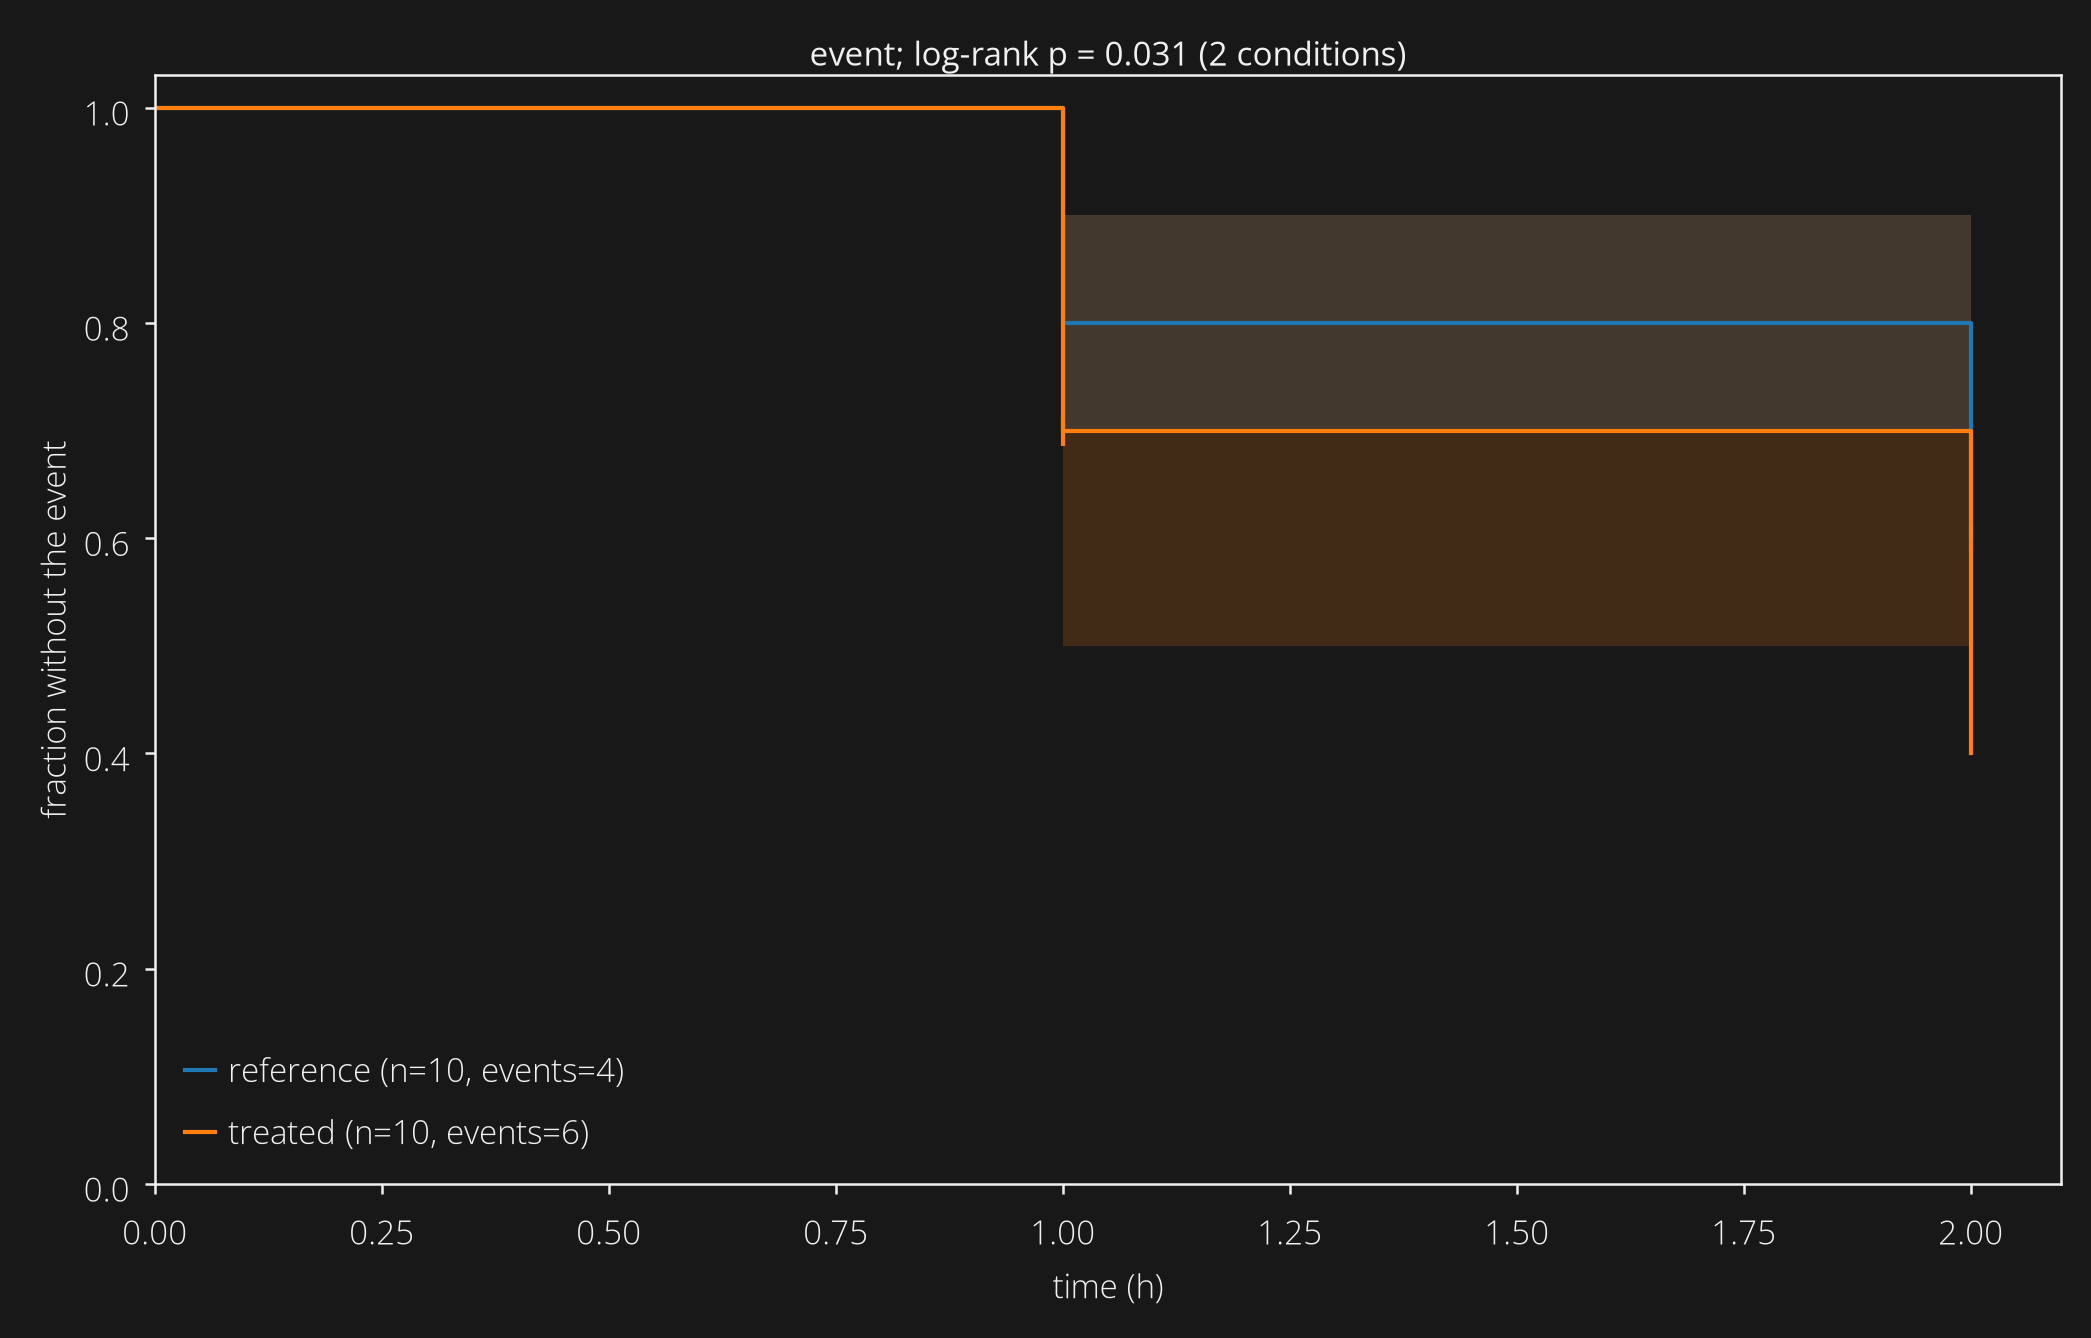 event; log-rank p = 0.031 (2 conditions)
fraction without the event
1.0
0.8
0.6
0.4
0.2
0.0
reference (n=10, events=4)
treated (n=10, events=6)
0.00 0.25 0.50 0.75 1.00 1.25 1.50 1.75 2.00
time (h)